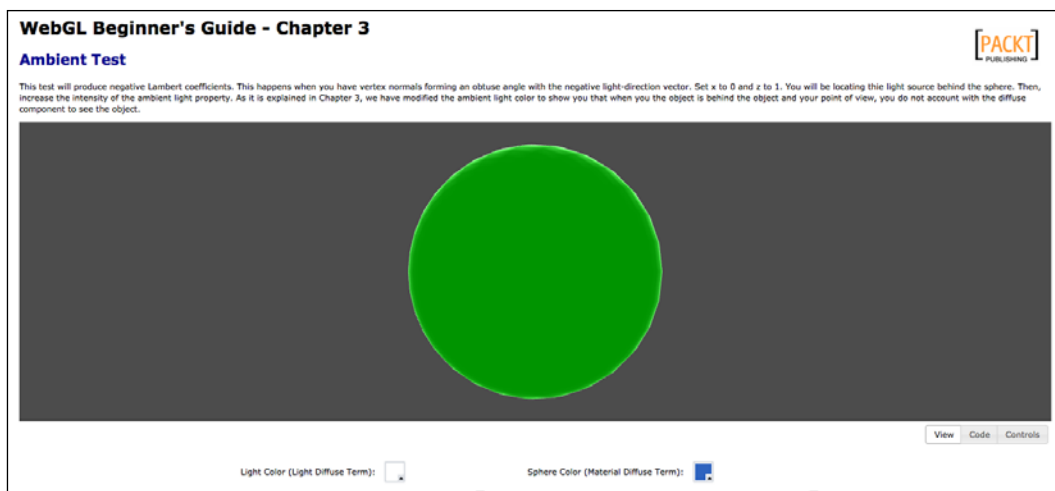 WebGL Beginner's Guide - Chapter 3
[PACKT]
PUBLISHING
Ambient Test
This test will produce negative Lambert coefficients. This happens when you have vertex normals forming an obtuse angle with the negative light-direction vector. Set x to 0 and z to 1. You will be locating thie light source behind the sphere. Then,
increase the intensity of the ambient light property. As it is explained in Chapter 3, we have modified the ambient light color to show you that when you the object is behind the object and your point of view, you do not account with the diffuse
component to see the object.
View Code Controls
Light Color (Light Diffuse Term): Sphere Color (Material Diffuse Term):